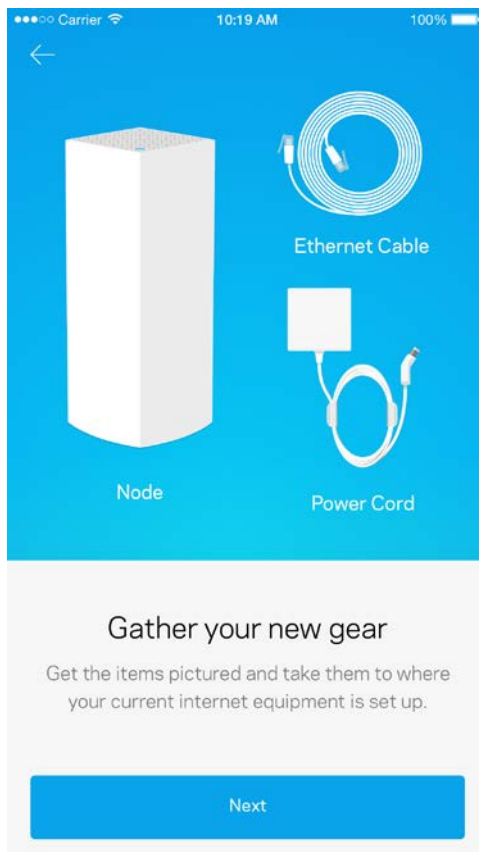 Carrier 10:19 AM 100%
Ethernet Cable
Node
Power Cord
Gather your new gear
Get the items pictured and take them to where
your current internet equipment is set up.
Next